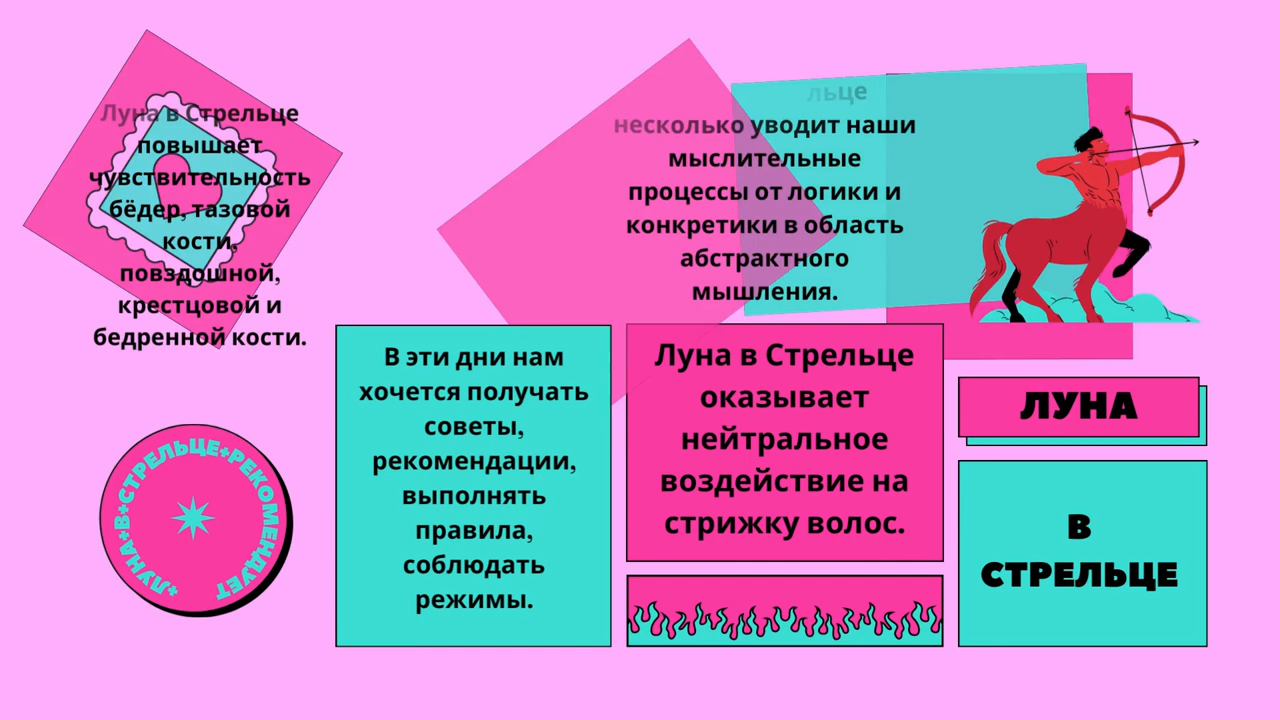 Луна в Стрельце
повышает
чувствительность
бёдер, тазовой
кости,
повздошной,
крестцовой и
бедренной кости.
льце
несколько уводит наши
мыслительные
процессы от логики и
конкретики в область
абстрактного
мышления.
В эти дни нам
хочется получать
советы,
рекомендации,
выполнять
правила,
соблюдать
режимы.
Луна в Стрельце
оказывает
нейтральное
воздействие на
стрижку волос.
ЛУНА
В
СТРЕЛЬЦЕ
+ЛУНА+В+СТРЕЛЬЦЕ+РЕКОМЕНДУЕТ